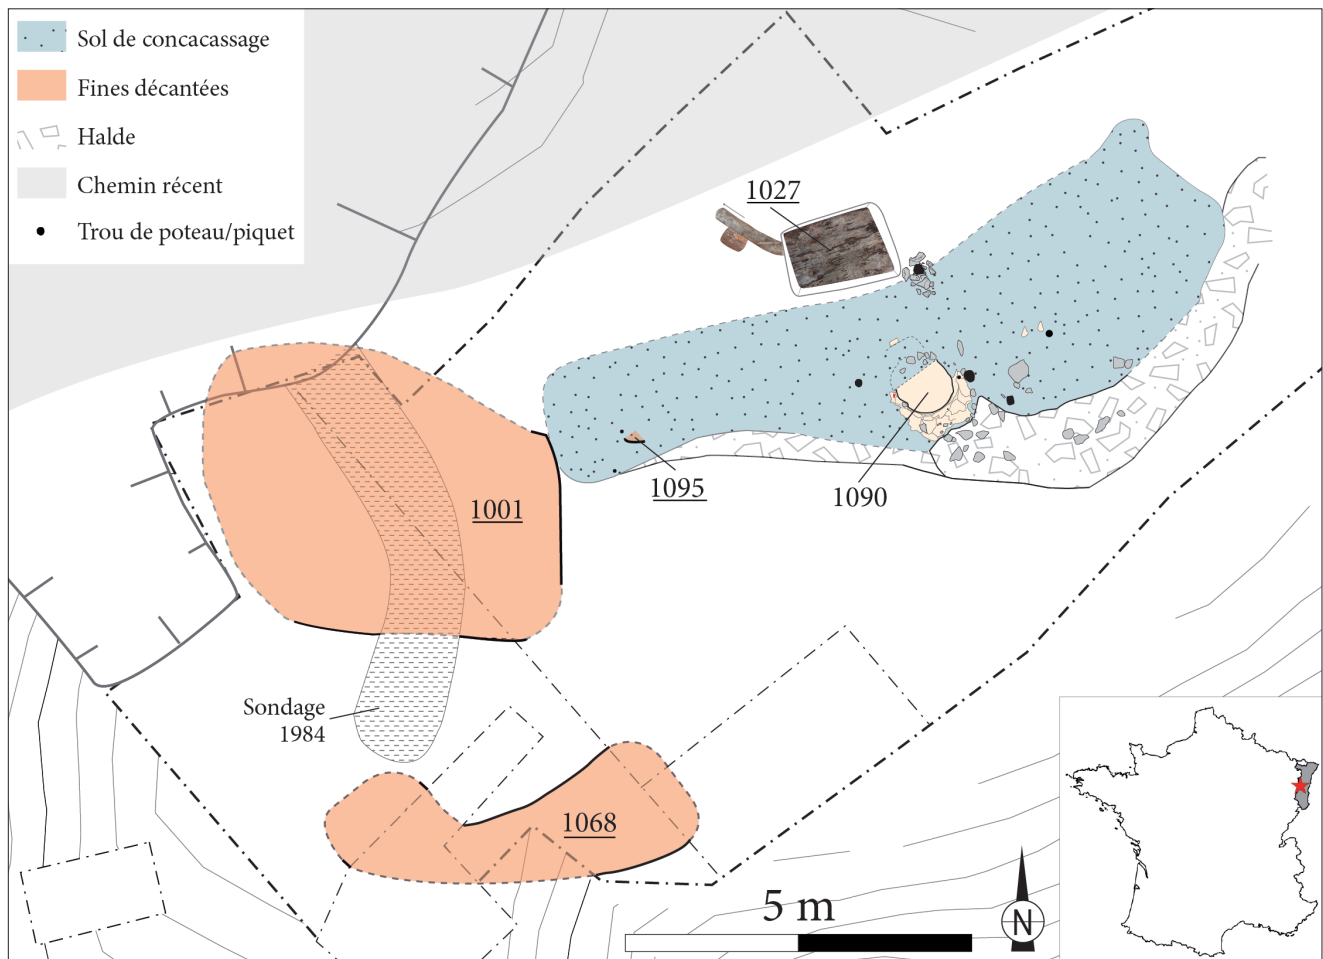 Sol de concacassage
Fines décantées
Halde
Chemin récent
Trou de poteau/piquet
1027
1095
1090
1001
Sondage
1984
1068
5 m
N